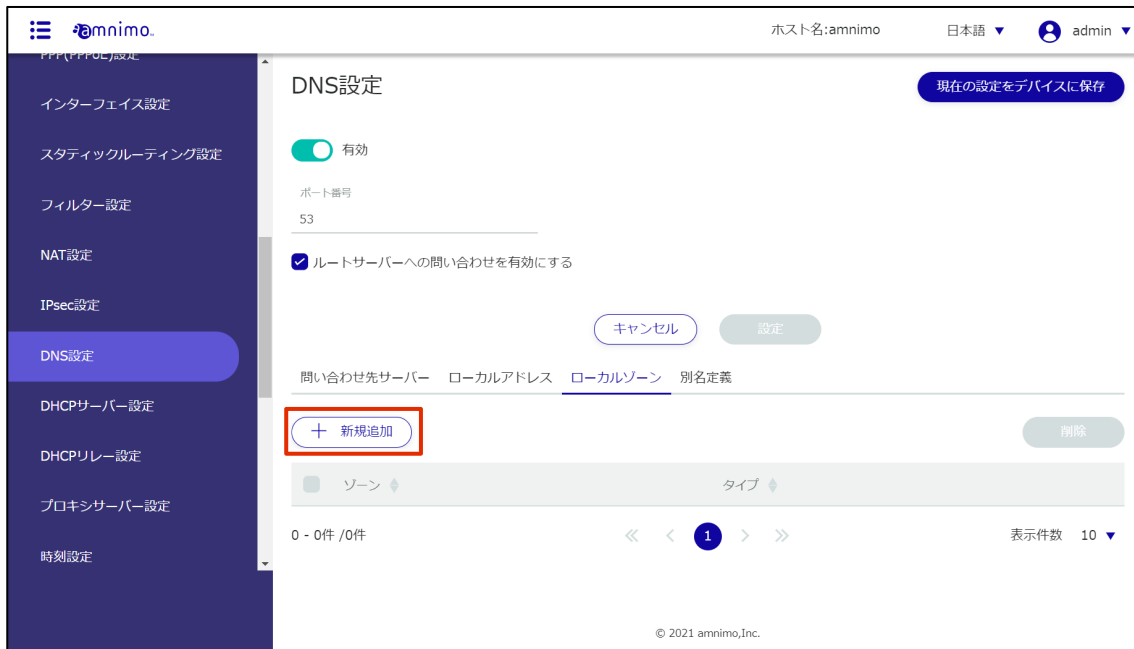 amnimo
ホスト名:amnimo
日本語
admin
PPP(PPPoE)設定
インターフェイス設定
スタティックルーティング設定
フィルター設定
NAT設定
IPsec設定
DNS設定
DHCPサーバー設定
DHCPリレー設定
プロキシサーバー設定
時刻設定
DNS設定
現在の設定をデバイスに保存
有効
ポート番号
53
ルートサーバーへの問い合わせを有効にする
キャンセル
設定
問い合わせ先サーバー ローカルアドレス ローカルゾーン 別名定義
+ 新規追加
削除
ゾーン タイプ
0 - 0件 /0件
1
表示件数 10
© 2021 amnimo,Inc.